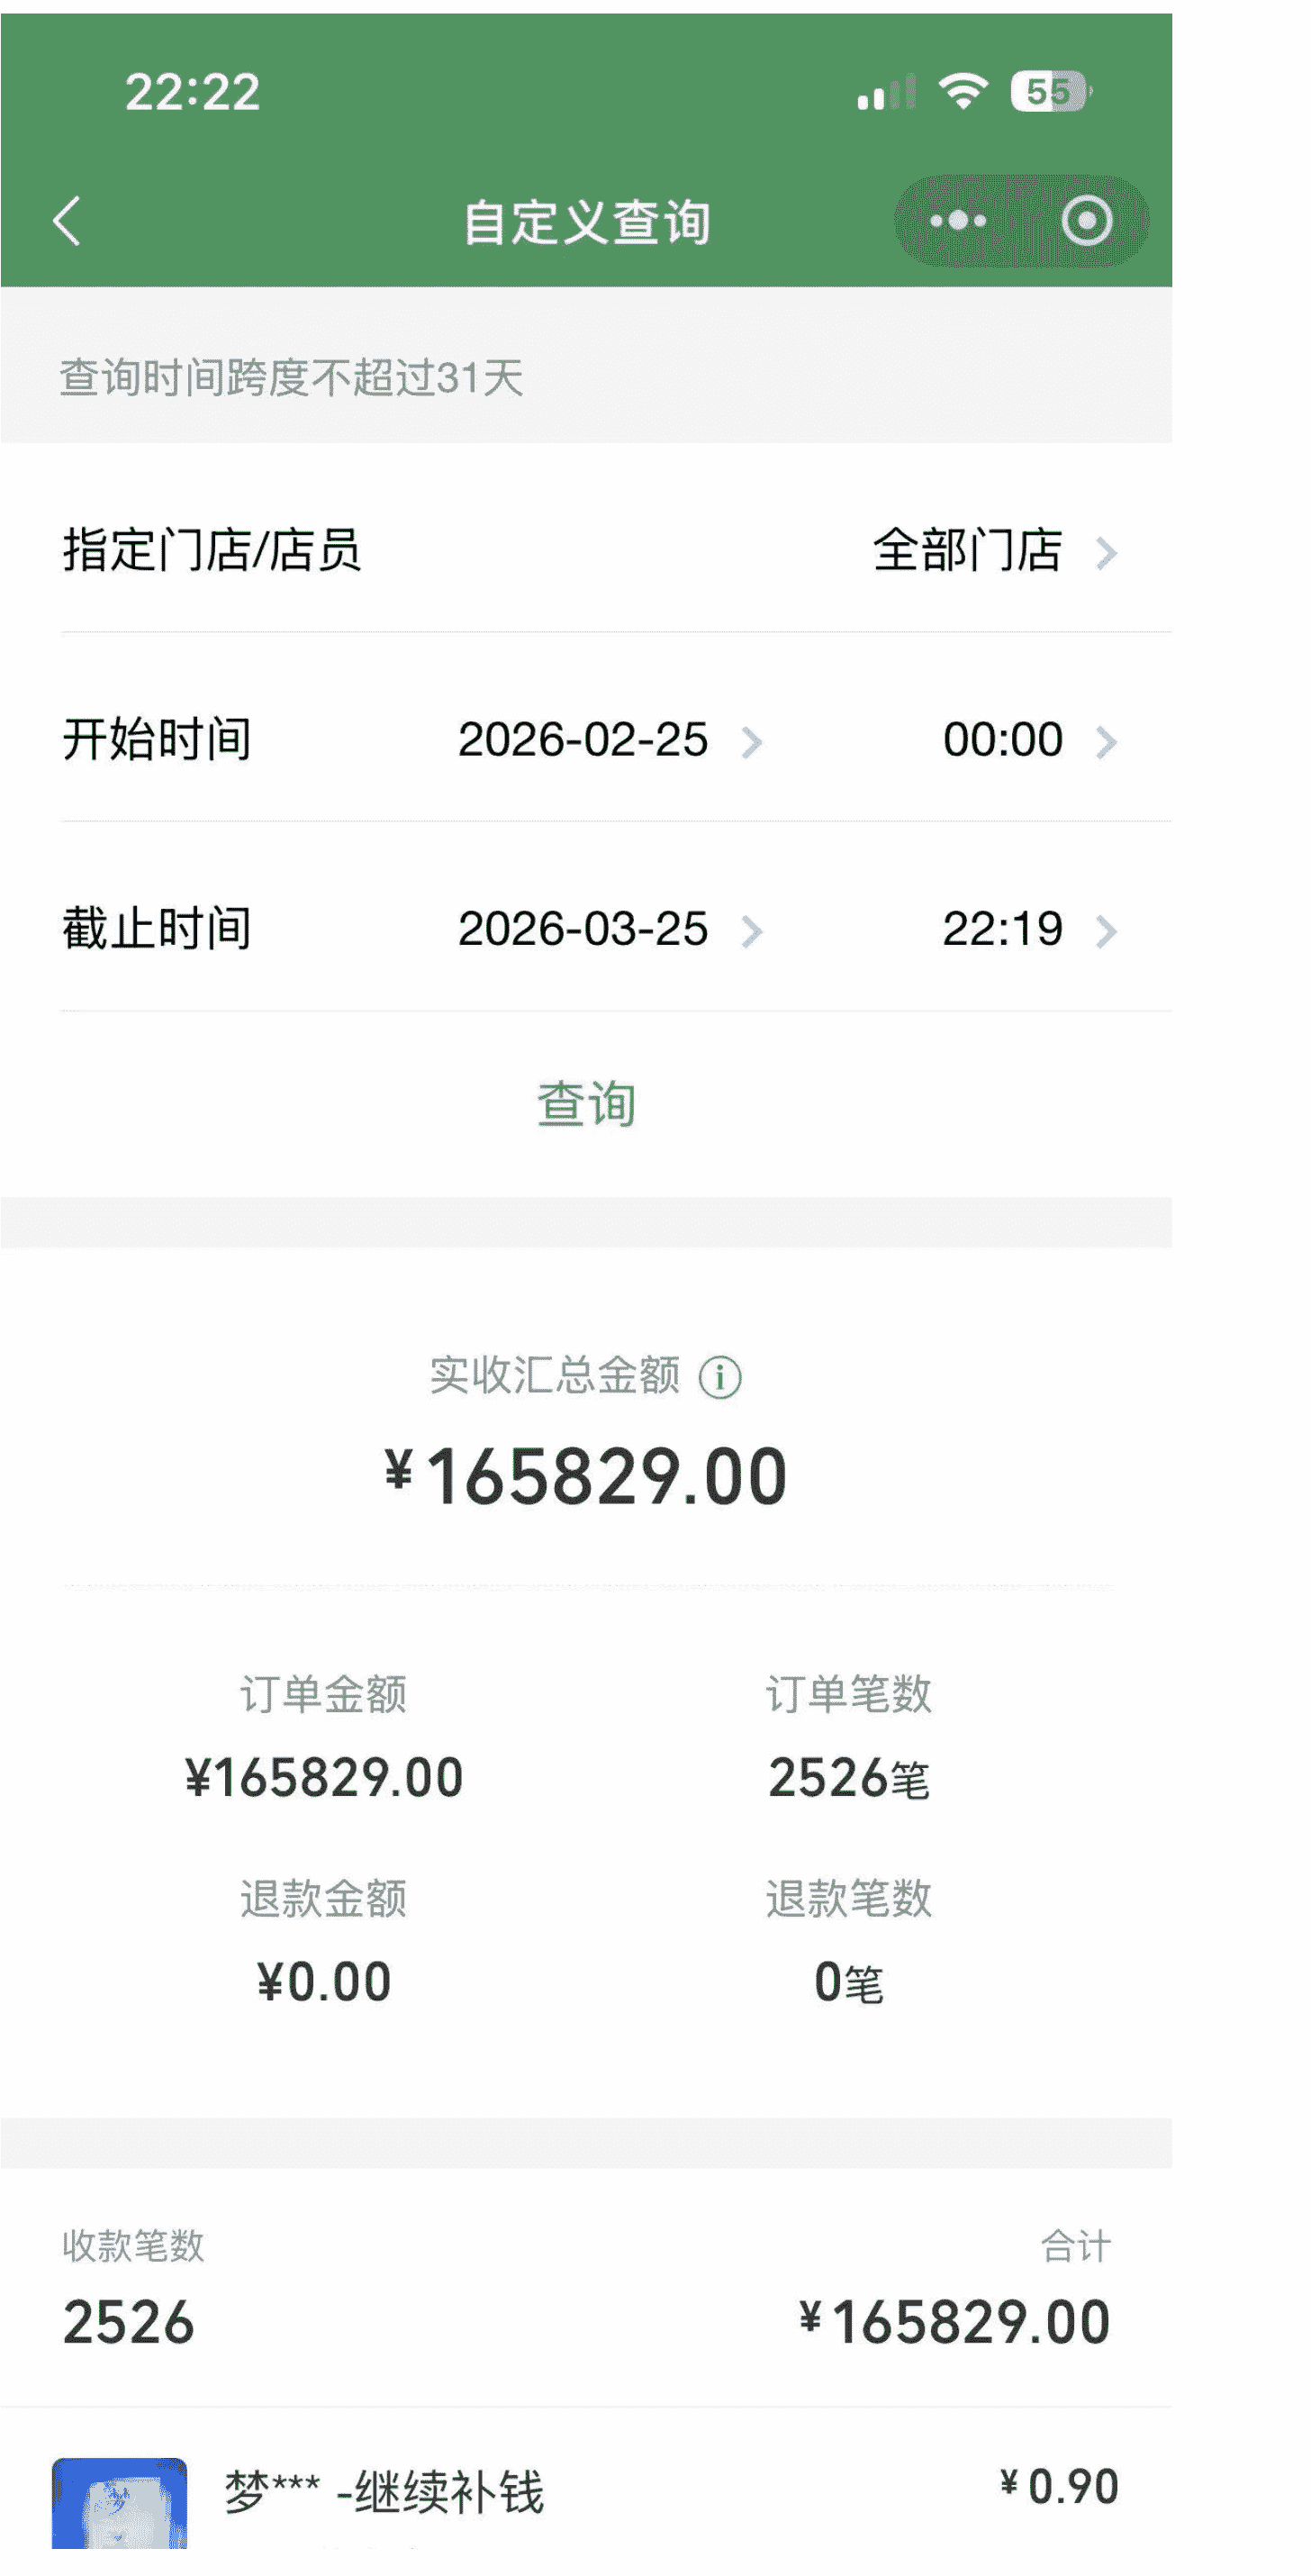 22:22
55
自定义查询
查询时间跨度不超过31天
指定门店/店员 全部门店
开始时间 2026-02-25 00:00
截止时间 2026-03-25 22:19
查询
实收汇总金额
¥165829.00
订单金额 订单笔数
¥165829.00 2526笔
退款金额 退款笔数
¥0.00 0笔
收款笔数 合计
2526 ¥165829.00
梦*** -继续补钱 ¥0.90
梦